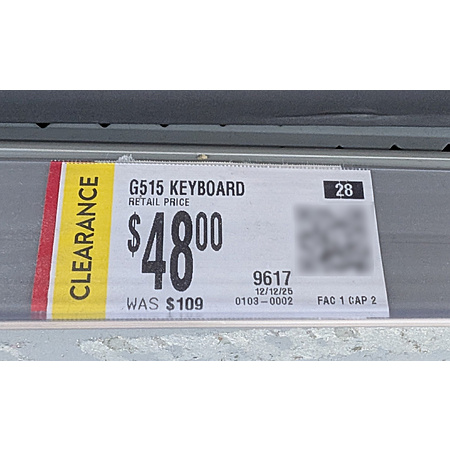 CLEARANCE
G515 KEYBOARD
28
RETAIL PRICE
$48.00
9617
12/12/25
WAS $109
0103-0002
FAC 1 CAP 2